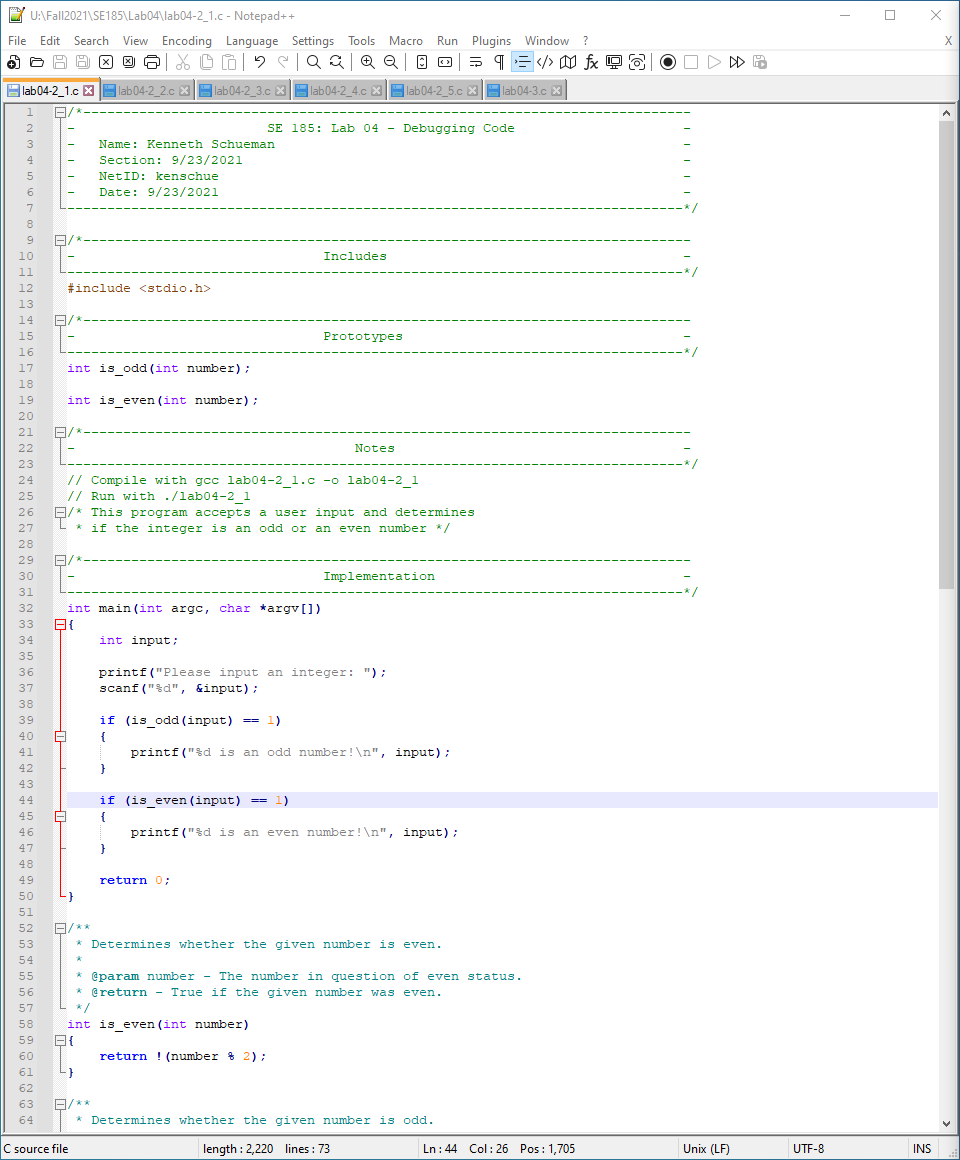 U:\Fall2021\SE185\Lab04\lab04-2_1.c - Notepad++
File Edit Search View Encoding Language Settings Tools Macro Run Plugins Window ? X
lab04-2_1.c lab04-2_2.c lab04-2_3.c lab04-2_4.c lab04-2_5.c lab04-3.c
1 /*----------------------------------------------------------------------------
2 - SE 185: Lab 04 - Debugging Code -
3 - Name: Kenneth Schueman -
4 - Section: 9/23/2021 -
5 - NetID: kenschue -
6 - Date: 9/23/2021 -
7 -----------------------------------------------------------------------------*/
8
9 /*----------------------------------------------------------------------------
10 - Includes -
11 -----------------------------------------------------------------------------*/
12 #include <stdio.h>
13
14 /*----------------------------------------------------------------------------
15 - Prototypes -
16 -----------------------------------------------------------------------------*/
17 int is_odd(int number);
18
19 int is_even(int number);
20
21 /*----------------------------------------------------------------------------
22 - Notes -
23 -----------------------------------------------------------------------------*/
24 // Compile with gcc lab04-2_1.c -o lab04-2_1
25 // Run with ./lab04-2_1
26 /* This program accepts a user input and determines
27 * if the integer is an odd or an even number */
28
29 /*----------------------------------------------------------------------------
30 - Implementation -
31 -----------------------------------------------------------------------------*/
32 int main(int argc, char *argv[])
33 {
34 int input;
35
36 printf("Please input an integer: ");
37 scanf("%d", &input);
38
39 if (is_odd(input) == 1)
40 {
41 printf("%d is an odd number!\n", input);
42 }
43
44 if (is_even(input) == 1)
45 {
46 printf("%d is an even number!\n", input);
47 }
48
49 return 0;
50 }
51
52 /**
53 * Determines whether the given number is even.
54 *
55 * @param number - The number in question of even status.
56 * @return - True if the given number was even.
57 */
58 int is_even(int number)
59 {
60 return !(number % 2);
61 }
62
63 /**
64 * Determines whether the given number is odd.
C source file length : 2,220 lines : 73 Ln : 44 Col : 26 Pos : 1,705 Unix (LF) UTF-8 INS